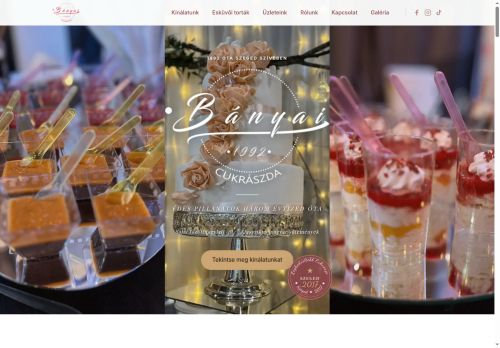 Bányai
Kínálatunk
Esküvői torták
Üzleteink
Rólunk
Kapcsolat
Galéria
1992 ÓTA SZEGED SZÍVÉBEN
Bányai
1992
CUKRÁSZDA
ÉDES PILLANATOK HÁROM ÉVTIZED ÓTA
Tekintse meg kínálatunkat
SZEGED
2017